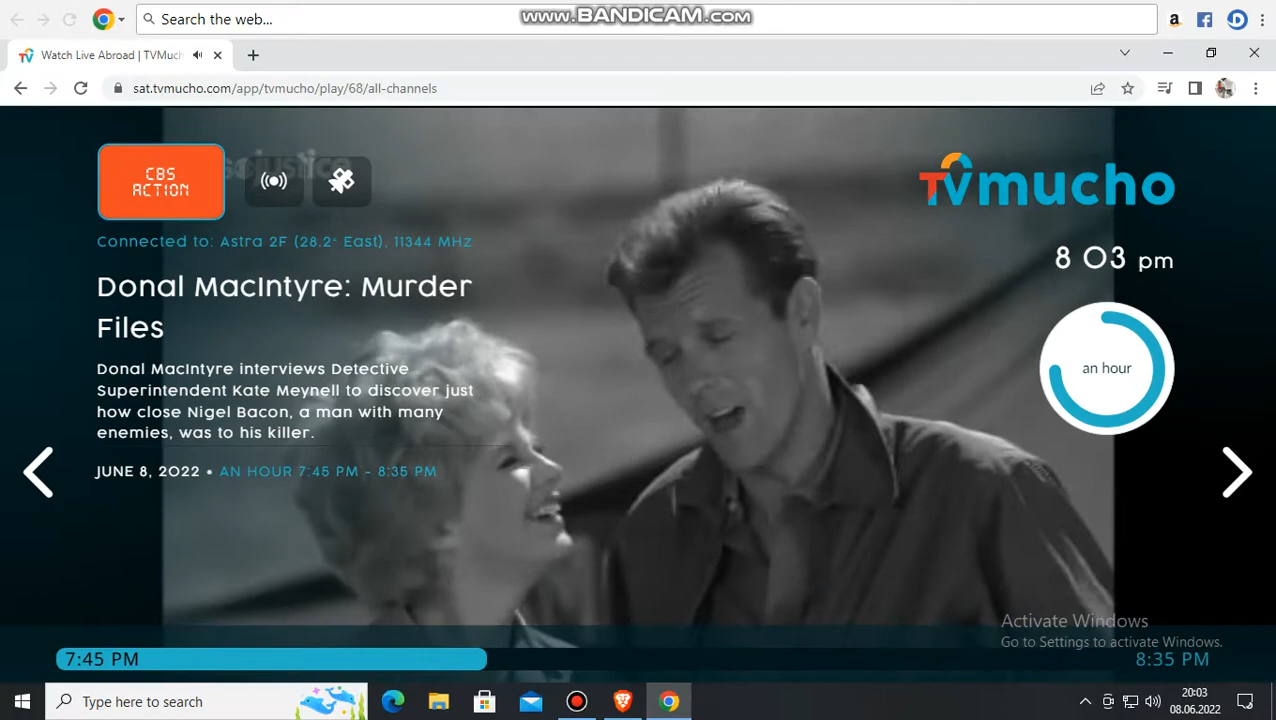 Search the web...
www.BANDICAM.com
Watch Live Abroad | TVMuch
sat.tvmucho.com/app/tvmucho/play/68/all-channels
CBS
ACTION
justice
TVmucho
Connected to: Astra 2F (28.2° East), 11344 MHz
8 03 pm
Donal MacIntyre: Murder
Files
an hour
Donal MacIntyre interviews Detective
Superintendent Kate Meynell to discover just
how close Nigel Bacon, a man with many
enemies, was to his killer.
JUNE 8, 2022 • AN HOUR 7:45 PM - 8:35 PM
Activate Windows
Go to Settings to activate Windows.
7:45 PM
8:35 PM
Type here to search
20:03
08.06.2022